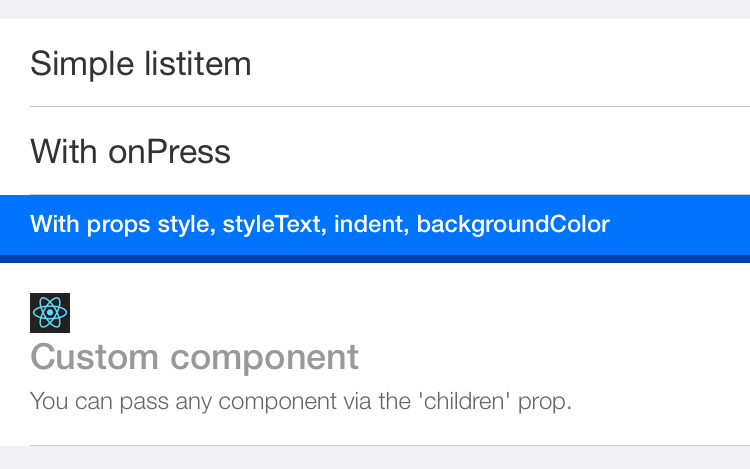 Simple listitem
With onPress
With props style, styleText, indent, backgroundColor
Custom component
You can pass any component via the 'children' prop.